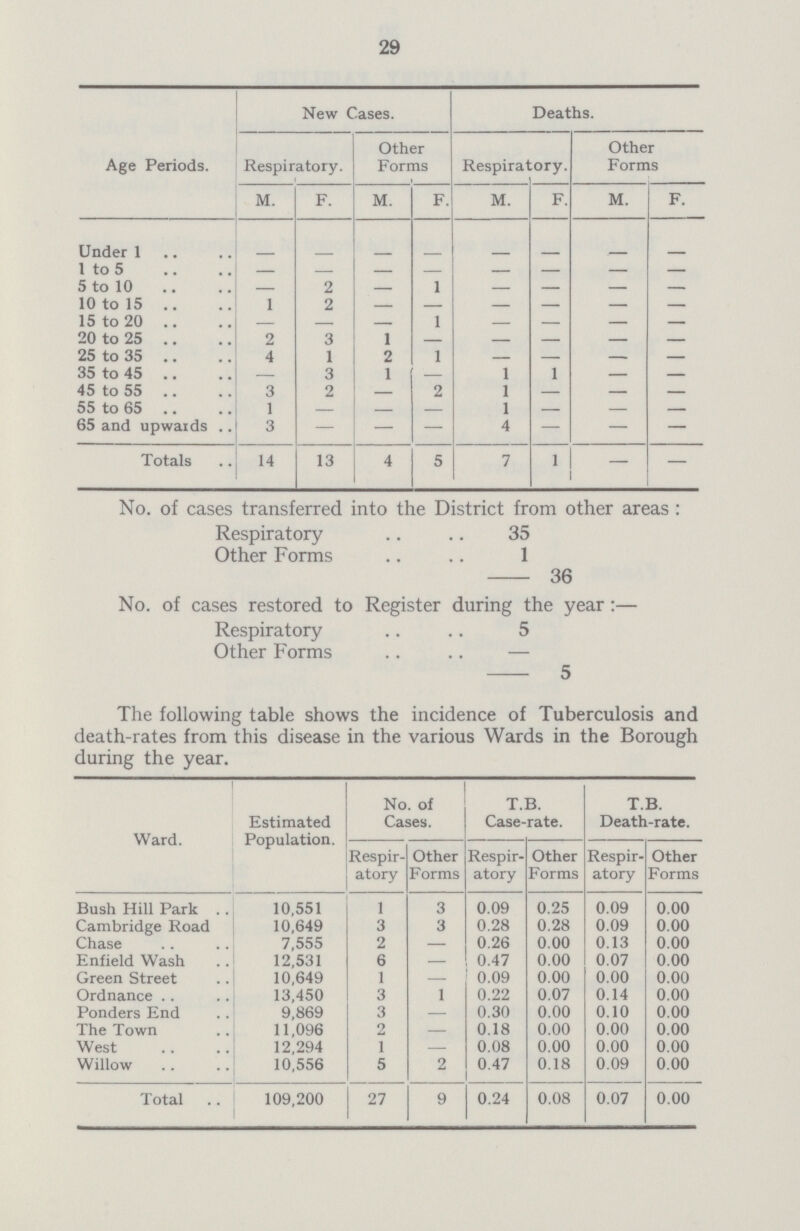 29
Age Periods. New Cases. Deaths.
Respiratory. Other Forms Respiratory. Other Forms
M. F. M. F. M. F. M. F.
Under 1 .. .. — — — — — — — —
1 to 5 .. .. — — — — — — — —
5 to 10 .. .. — 2 — 1 — — — —
10 to 15 .. .. 1 2 — — — — — —
15 to 20 .. .. — — — 1 — — — —
20 to 25 .. .. 2 3 1 — — — — —
25 to 35 .. .. 4 1 2 1 — — — —
35 to 45 .. .. — 3 1 — 1 1 — —
45 to 55 .. .. 3 2 — 2 1 — — —
55 to 65 .. .. 1 — — — 1 — — —
65 and upwards .. 3 — — — 4 — — —
Totals .. 14 13 4 5 7 1 — —
No. of cases transferred into the District from other areas :
Respiratory .. .. 35
Other Forms .. .. 1
—— 36
No. of cases restored to Register during the year :—
Respiratory .. .. 5
Other Forms .. .. —
—— 5
The following table shows the incidence of Tuberculosis and
death-rates from this disease in the various Wards in the Borough
during the year.
Ward. Estimated Population. No. of Cases. T.B. Case-rate. T.B. Death-rate.
Respir-atory Other Forms Respir-atory Other Forms Respir-atory Other Forms
Bush Hill Park .. 10,551 1 3 0.09 0.25 0.09 0.00
Cambridge Road 10,649 3 3 0.28 0.28 0.09 0.00
Chase .. .. 7,555 2 — 0.26 0.00 0.13 0.00
Enfield Wash .. 12,531 6 — 0.47 0.00 0.07 0.00
Green Street .. 10,649 1 — 0.09 0.00 0.00 0.00
Ordnance .. .. 13,450 3 1 0.22 0.07 0.14 0.00
Ponders End .. 9,869 3 — 0.30 0.00 0.10 0.00
The Town .. 11,096 2 — 0.18 0.00 0.00 0.00
West .. .. 12,294 1 — 0.08 0.00 0.00 0.00
Willow .. .. 10,556 5 2 0.47 0.18 0.09 0.00
Total .. 109,200 27 9 0.24 0.08 0.07 0.00